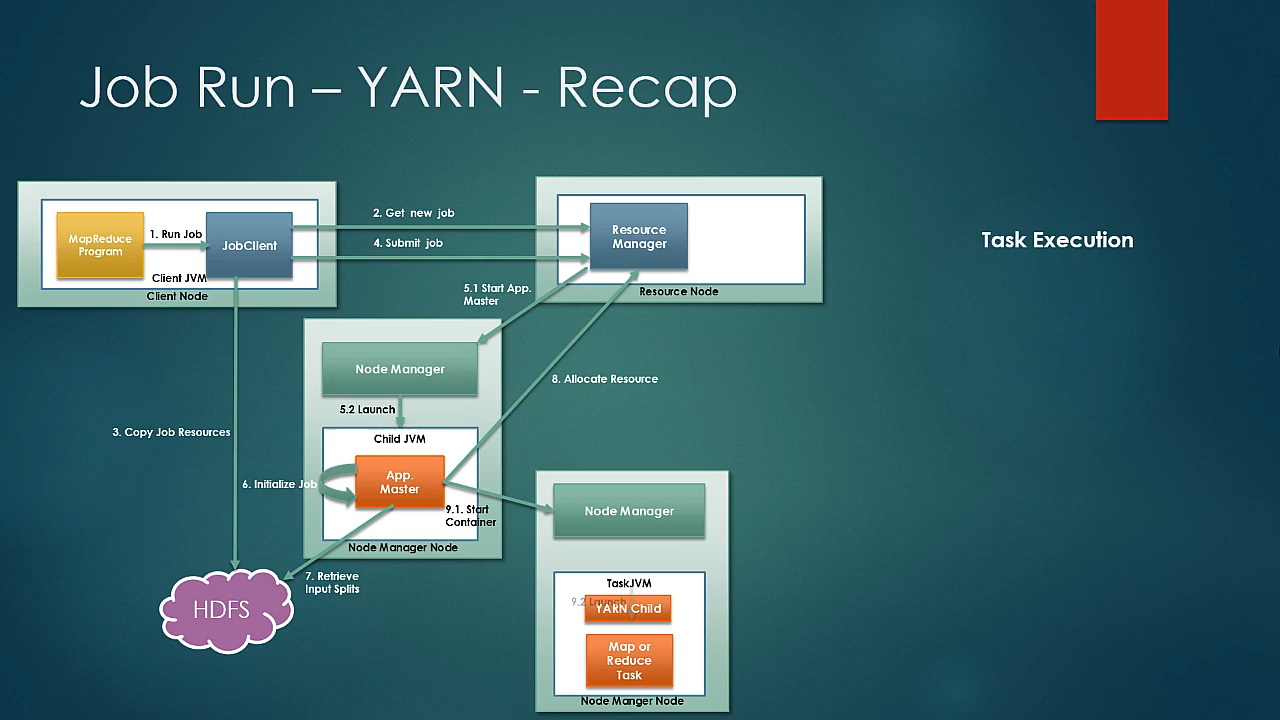 Job Run – YARN - Recap
MapReduce
Program
1. Run Job
JobClient
Client JVM
Client Node
2. Get new job
4. Submit job
Resource
Manager
Resource Node
Task Execution
5.1 Start App.
Master
Node Manager
5.2 Launch
Child JVM
App.
Master
6. Initialize Job
8. Allocate Resource
3. Copy Job Resources
9.1. Start
Container
Node Manager Node
7. Retrieve
Input Splits
HDFS
Node Manager
TaskJVM
9.2 Launch
YARN Child
Map or
Reduce
Task
Node Manger Node